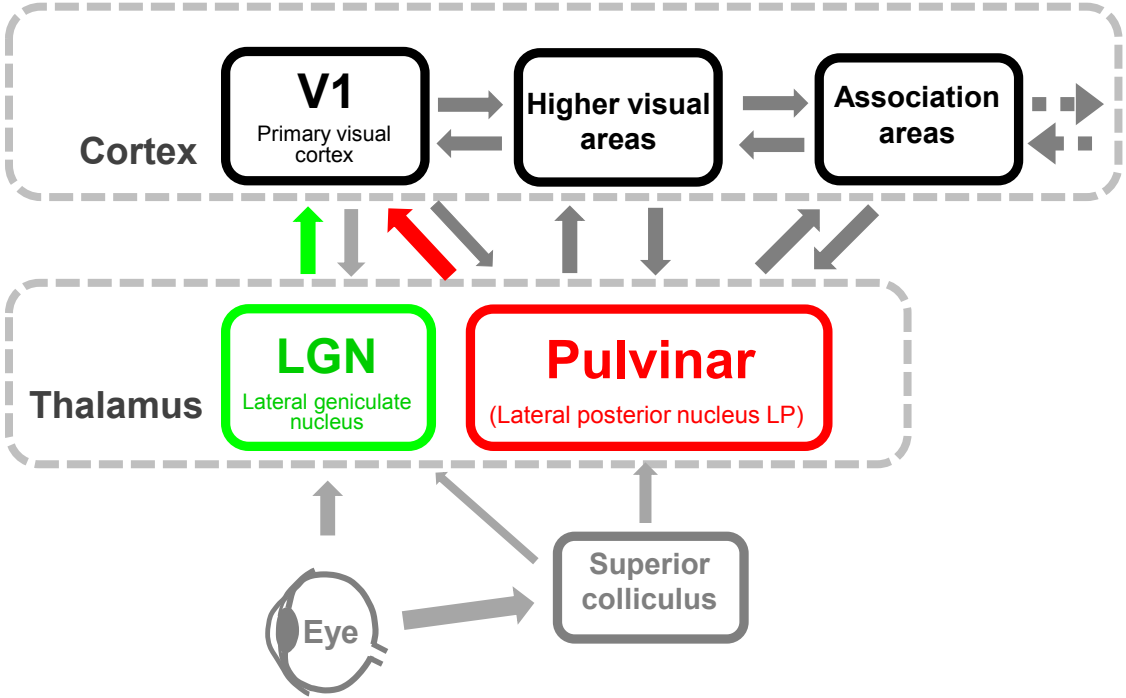 V1
Primary visual
cortex
Higher visual
areas
Association
areas
Cortex
LGN
Lateral geniculate
nucleus
Pulvinar
(Lateral posterior nucleus LP)
Thalamus
Superior
colliculus
Eye